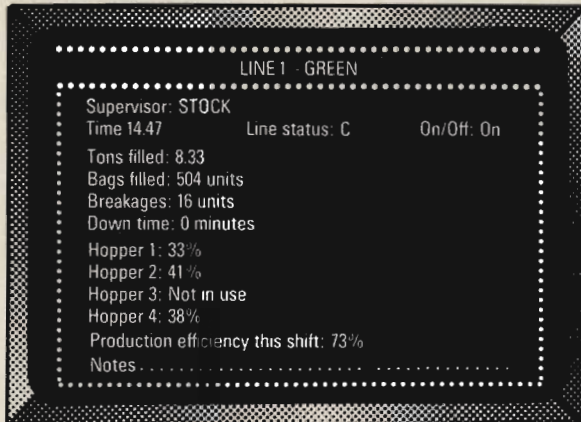 LINE 1 - GREEN
Supervisor: STOCK
Time 14.47 Line status: C On/Off: On
Tons filled: 8.33
Bags filled: 504 units
Breakages: 16 units
Down time: 0 minutes
Hopper 1: 33%
Hopper 2: 41%
Hopper 3: Not in use
Hopper 4: 38%
Production efficiency this shift: 73%
Notes . . . . . . . . . . . . . . . . . . . . . . . . . . . . . . . . . . . . . .